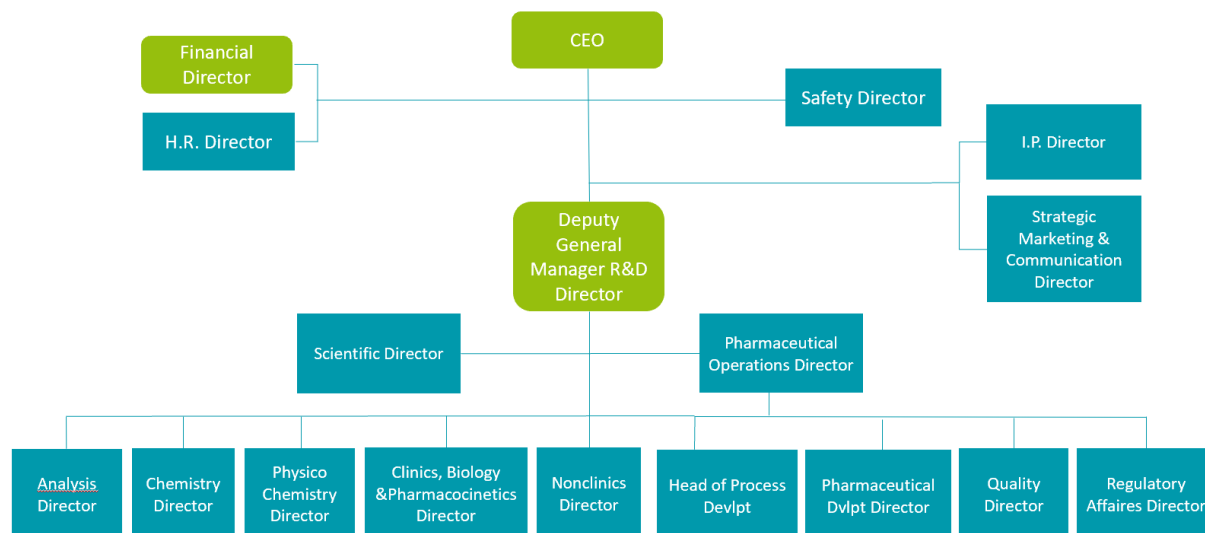 CEO
Financial
Director
Safety Director
H.R. Director
I.P. Director
Strategic
Marketing &
Communication
Director
Deputy
General
Manager R&D
Director
Scientific Director
Pharmaceutical
Operations Director
Analysis
Director
Chemistry
Director
Physico
Chemistry
Director
Clinics, Biology
&Pharmacocinetics
Director
Nonclinics
Director
Head of Process
Devlpt
Pharmaceutical
Dvlpt Director
Quality
Director
Regulatory
Affaires Director